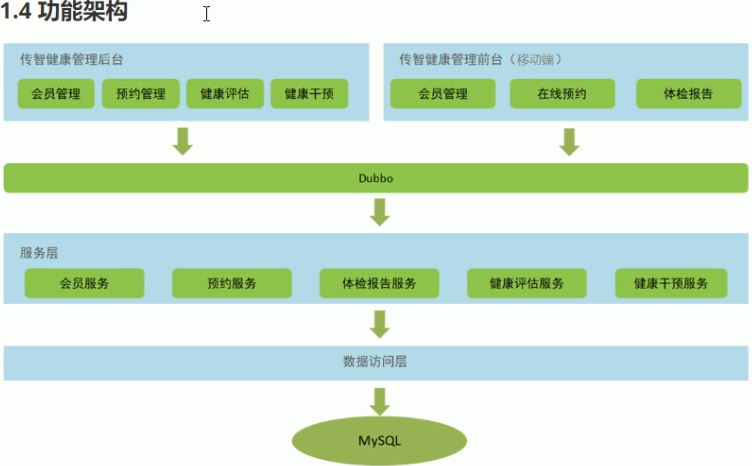 1.4 功能架构
传智健康管理后台
会员管理 预约管理 健康评估 健康干预
传智健康管理前台（移动端）
会员管理 在线预约 体检报告
Dubbo
服务层
会员服务 预约服务 体检报告服务 健康评估服务 健康干预服务
数据访问层
MySQL